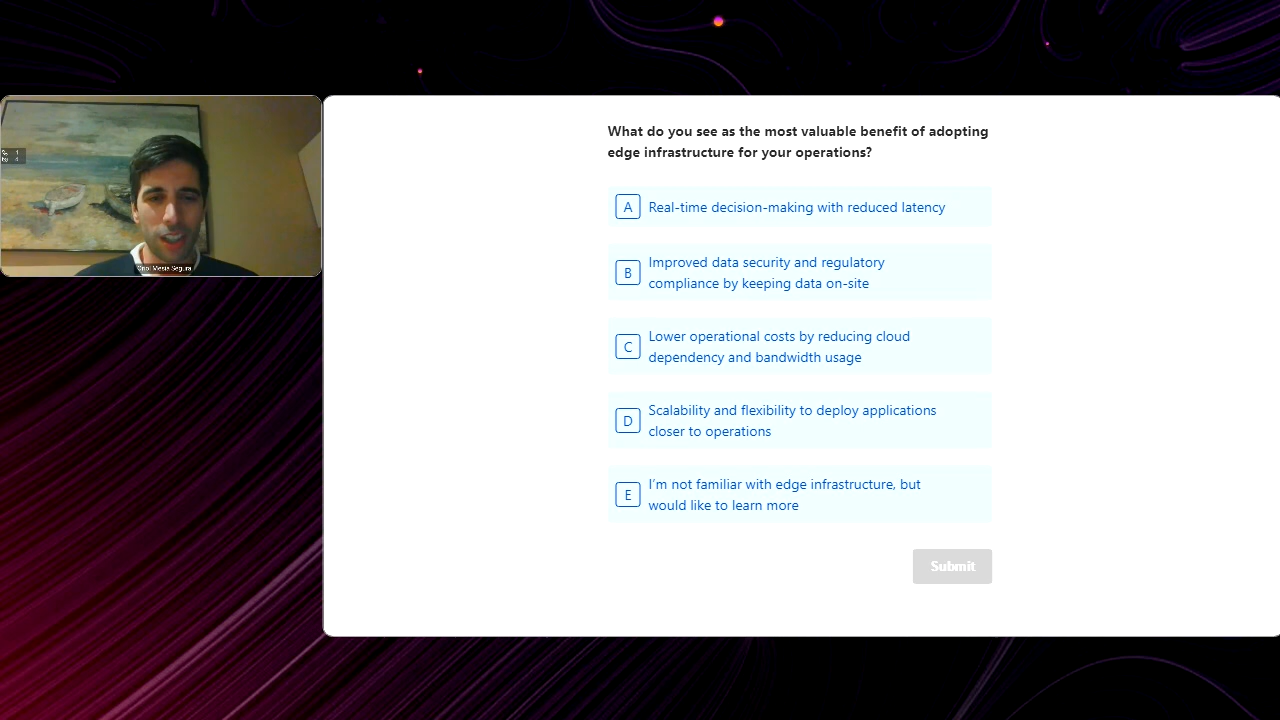 What do you see as the most valuable benefit of adopting
edge infrastructure for your operations?
A Real-time decision-making with reduced latency
B Improved data security and regulatory
compliance by keeping data on-site
C Lower operational costs by reducing cloud
dependency and bandwidth usage
D Scalability and flexibility to deploy applications
closer to operations
E I’m not familiar with edge infrastructure, but
would like to learn more
Submit
Oriol Mesia Segura